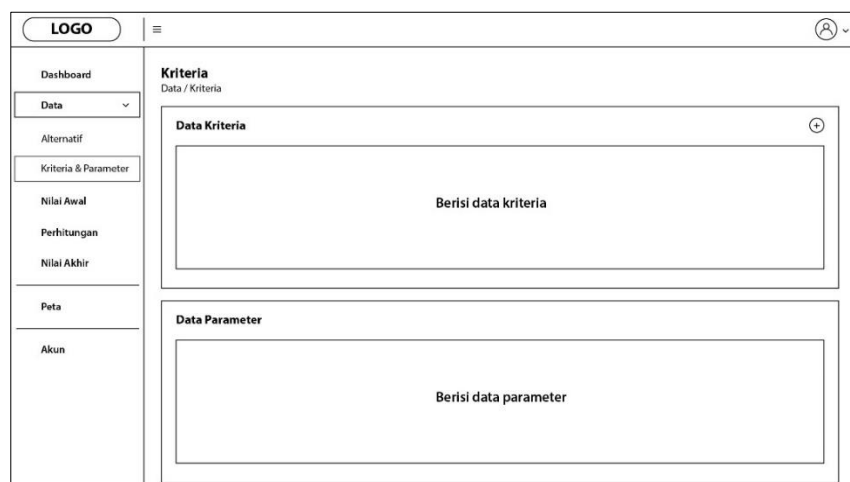 LOGO
Dashboard
Data
Alternatif
Kriteria & Parameter
Nilai Awal
Perhitungan
Nilai Akhir
Peta
Akun
Kriteria
Data / Kriteria
Data Kriteria
Berisi data kriteria
Data Parameter
Berisi data parameter